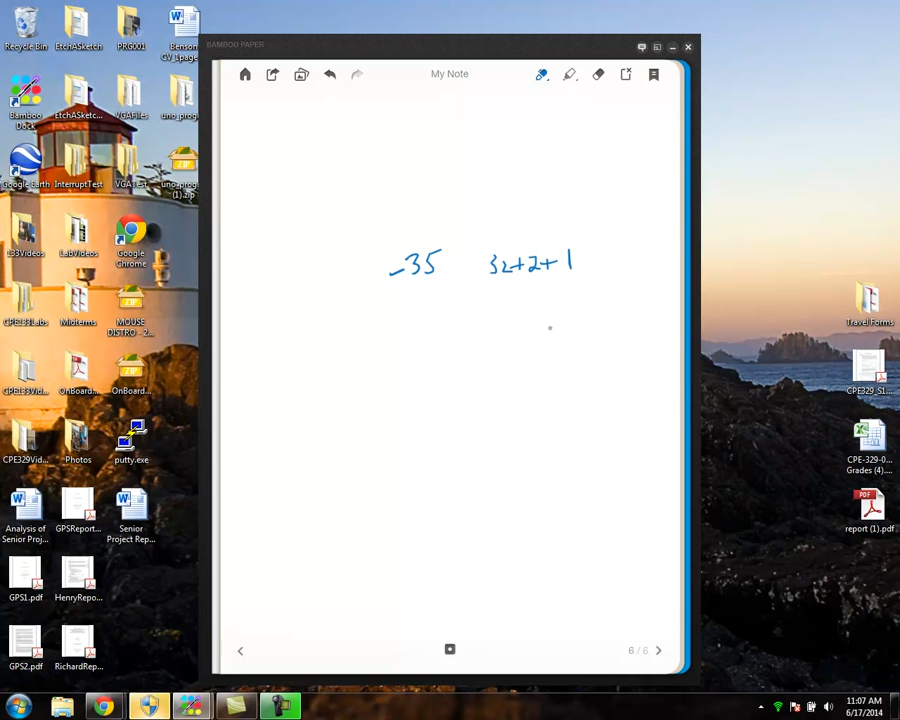 Recycle Bin
EtchASketch
PRG001
Benson CV_1page...
BAMBOO PAPER
My Note
Bamboo Dock
EtchASketc...
VGAFiles
uno_prog...
Google Earth
InterruptTest
VGATest
uno-prog... (1).zip
133Videos
LabVideos
Google Chrome
-35 32+2+1
CPE133Labs
Midterms
MOUSE DISTRO - 2...
Travel Forms
CPE133Vid...
OnBoard...
OnBoar...
CPE329_S1...
CPE329Vid...
Photos
putty.exe
CPE-329-0... Grades (4)....
Analysis of Senior Proj...
GPSReport...
Senior Project Rep...
PDF
report (1).pdf
GPS1.pdf
HenryRepo...
GPS2.pdf
RichardRep...
6 / 6
11:07 AM
6/17/2014